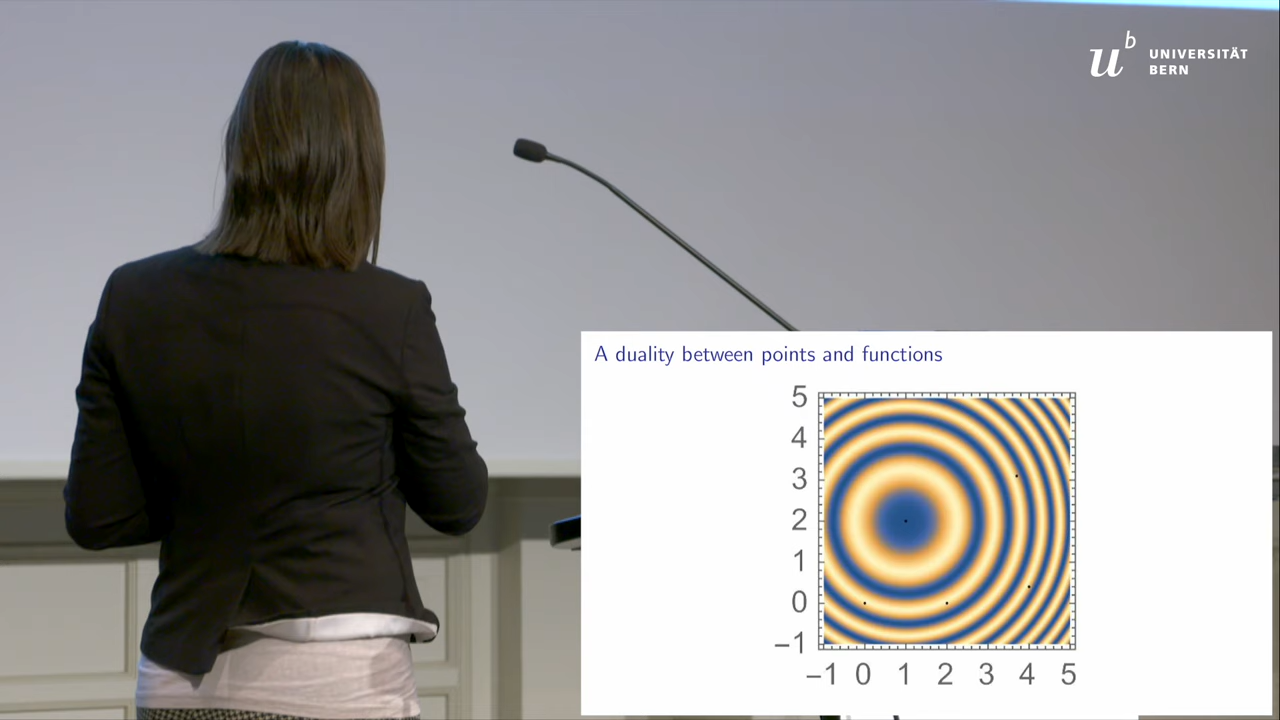 u b
UNIVERSITÄT
BERN
A duality between points and functions
5
4
3
2
1
0
−1
−1 0 1 2 3 4 5